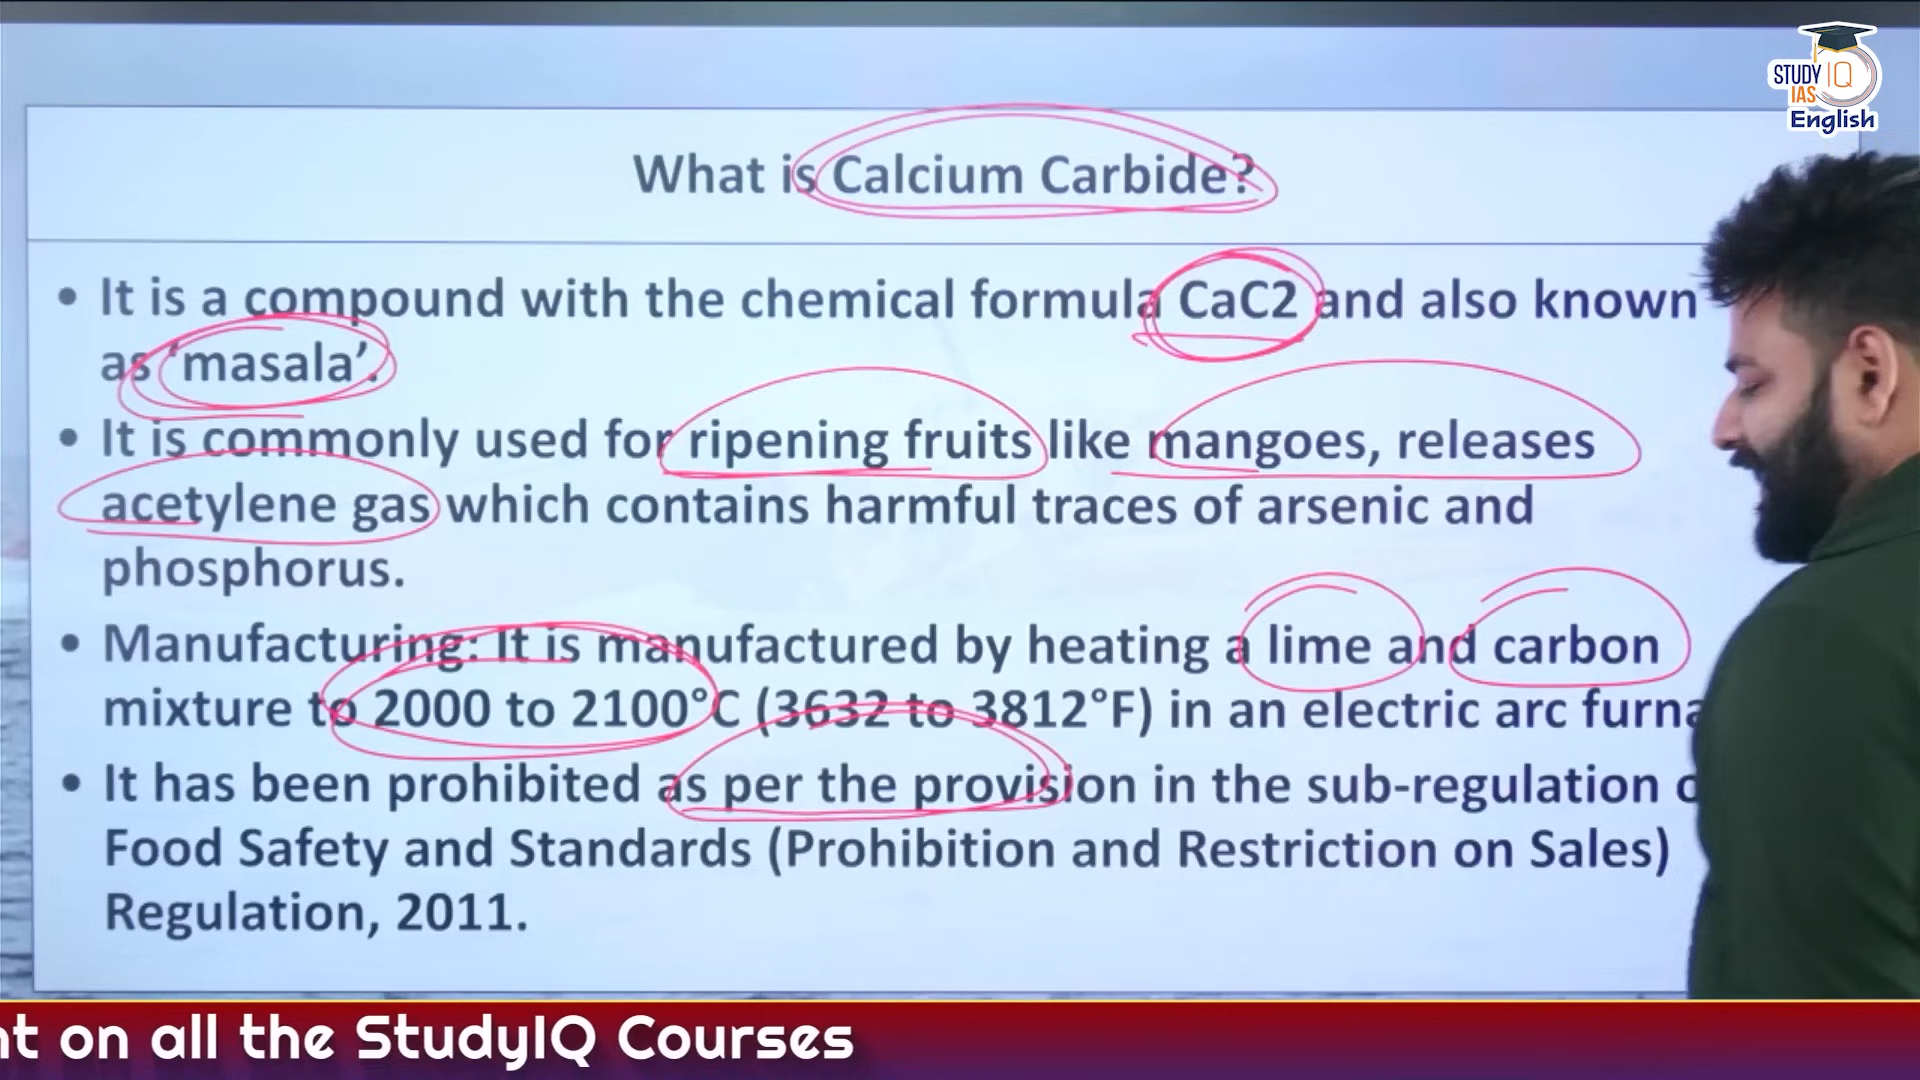 STUDY IQ
IAS
English
What is Calcium Carbide?
• It is a compound with the chemical formula CaC2 and also known
as ‘masala’.
• It is commonly used for ripening fruits like mangoes, releases
acetylene gas which contains harmful traces of arsenic and
phosphorus.
• Manufacturing: It is manufactured by heating a lime and carbon
mixture to 2000 to 2100°C (3632 to 3812°F) in an electric arc
• It has been prohibited as per the provision in the sub-regulation
Food Safety and Standards (Prohibition and Restriction on Sales)
Regulation, 2011.
on all the StudyIQ Courses